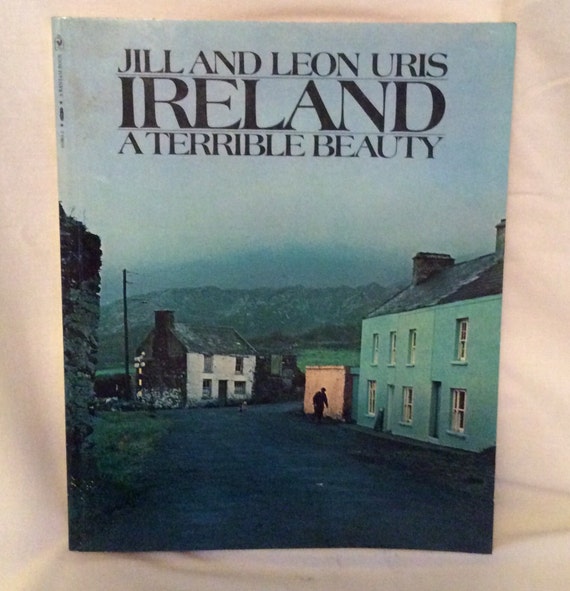 JILL AND LEON URIS
IRELAND
A TERRIBLE BEAUTY